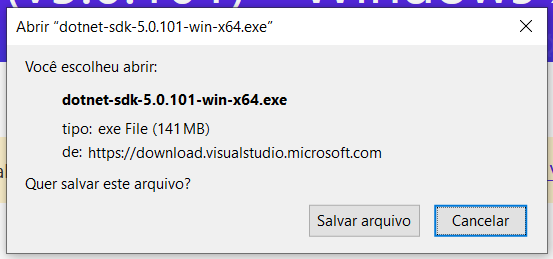 Abrir "dotnet-sdk-5.0.101-win-x64.exe"
Você escolheu abrir:
dotnet-sdk-5.0.101-win-x64.exe
tipo: exe File (141 MB)
de: https://download.visualstudio.microsoft.com
Quer salvar este arquivo?
Salvar arquivo Cancelar